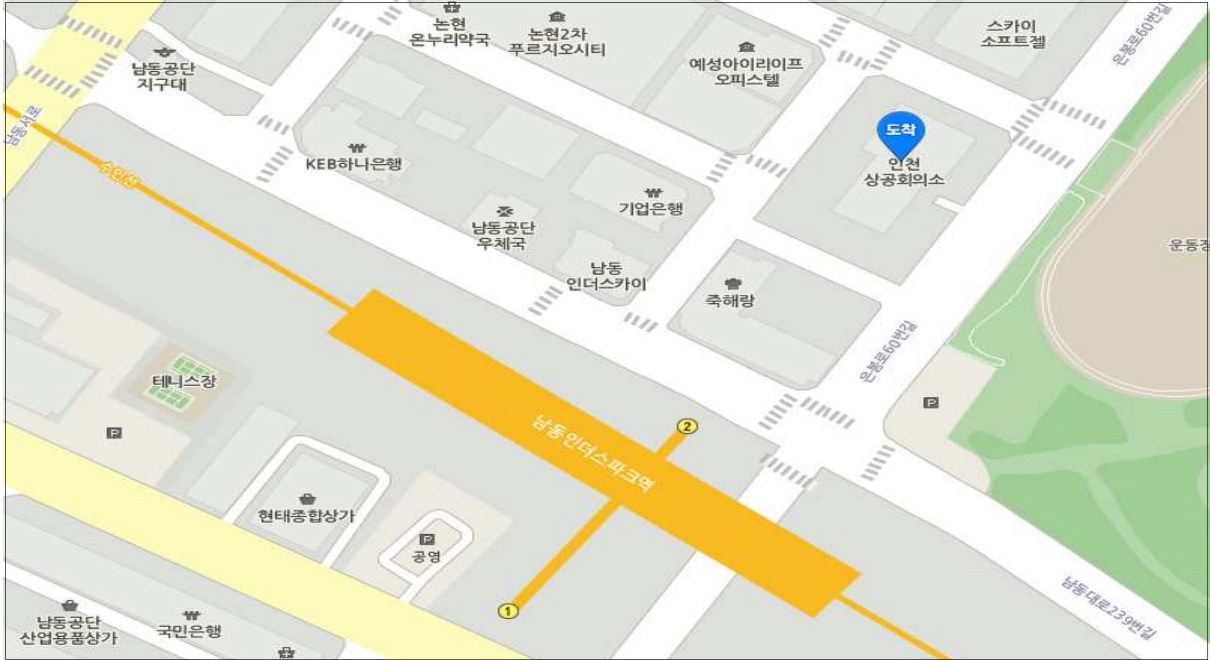 논현
온누리약국
논현2차
푸르지오시티
스카이
소프트젤
은봉로60번길
남동공단
지구대
예성아이라이프
오피스텔
남동서로
도착
인천
상공회의소
수인선
KEB하나은행
기업은행
남동공단
우체국
남동
인더스카이
죽해랑
운동장
은봉로60번길
테니스장
P
P
2
남동인더스파크역
현태종합상가
P
공영
1
남동대로239번길
남동공단
산업용품상가
국민은행